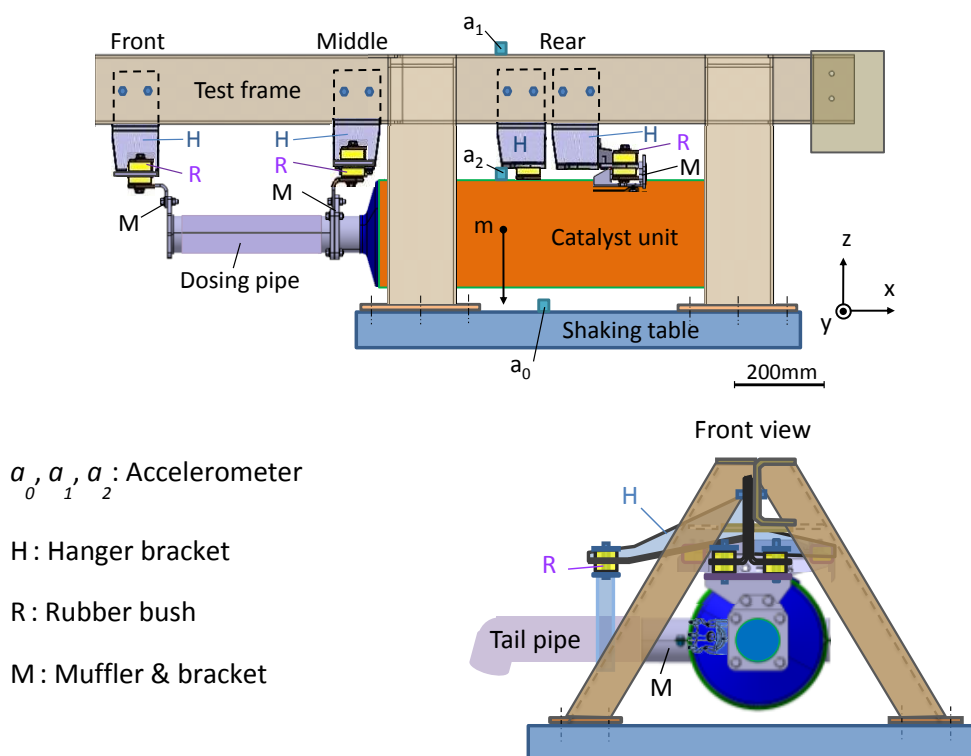 a1
Front
Middle
Rear
Test frame
H
H
H
H
R
R
a2
R
M
M
M
m
Catalyst unit
Dosing pipe
z
x
y
Shaking table
a0
200mm
Front view
a0, a1, a2: Accelerometer
H: Hanger bracket
R: Rubber bush
M: Muffler & bracket
H
R
Tail pipe
M